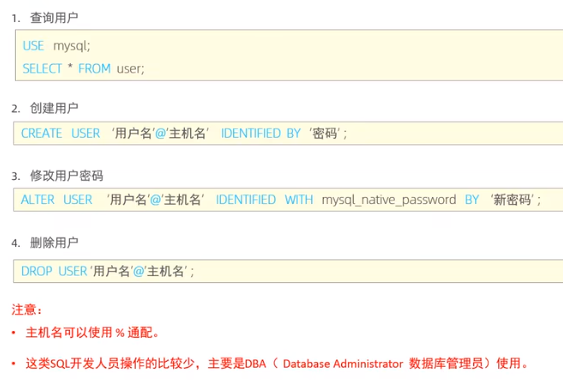 1. 查询用户
USE mysql;
SELECT * FROM user;
2. 创建用户
CREATE USER ‘用户名’@‘主机名’ IDENTIFIED BY ‘密码’ ;
3. 修改用户密码
ALTER USER ‘用户名’@‘主机名’ IDENTIFIED WITH mysql_native_password BY ‘新密码’ ;
4. 删除用户
DROP USER ‘用户名’@‘主机名’ ;
注意：
• 主机名可以使用 % 通配。
• 这类SQL开发人员操作的比较少，主要是DBA（ Database Administrator 数据库管理员）使用。